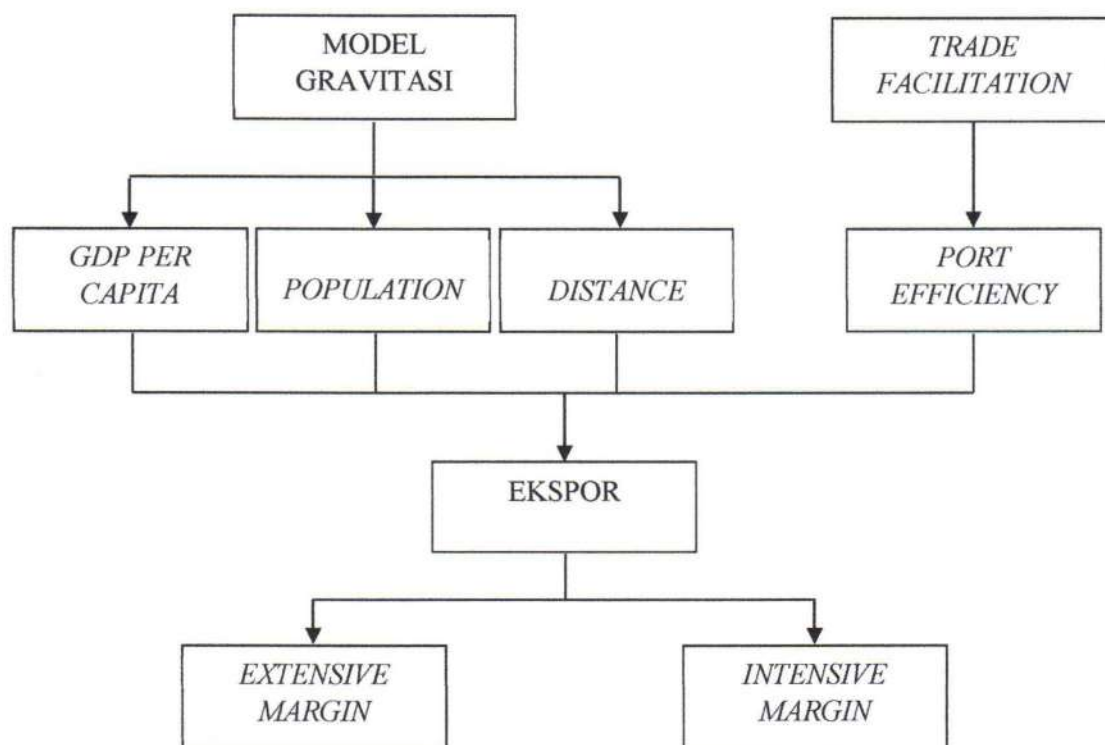 MODEL
GRAVITASI
TRADE
FACILITATION
GDP PER
CAPITA
POPULATION
DISTANCE
PORT
EFFICIENCY
EKSPOR
EXTENSIVE
MARGIN
INTENSIVE
MARGIN